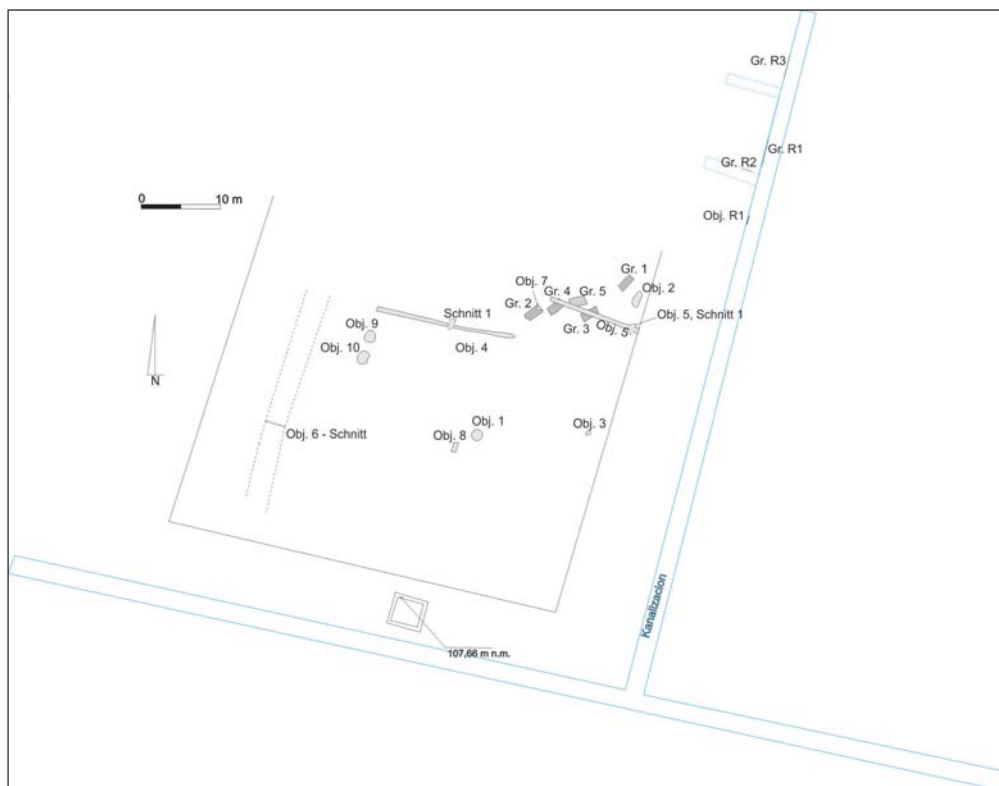 Gr. R3
Gr. R1
Gr. R2
0 10 m
Obj. R1
Gr. 1
Obj. 7
Gr. 4
Gr. 5
Obj. 2
Gr. 2
Schnitt 1
Gr. 3
Obj. 5
Obj. 5, Schnitt 1
Obj. 9
Obj. 4
Obj. 10
N
Obj. 1
Obj. 3
Obj. 6 - Schnitt
Obj. 8
Kanalizacion
107,66 m n.m.